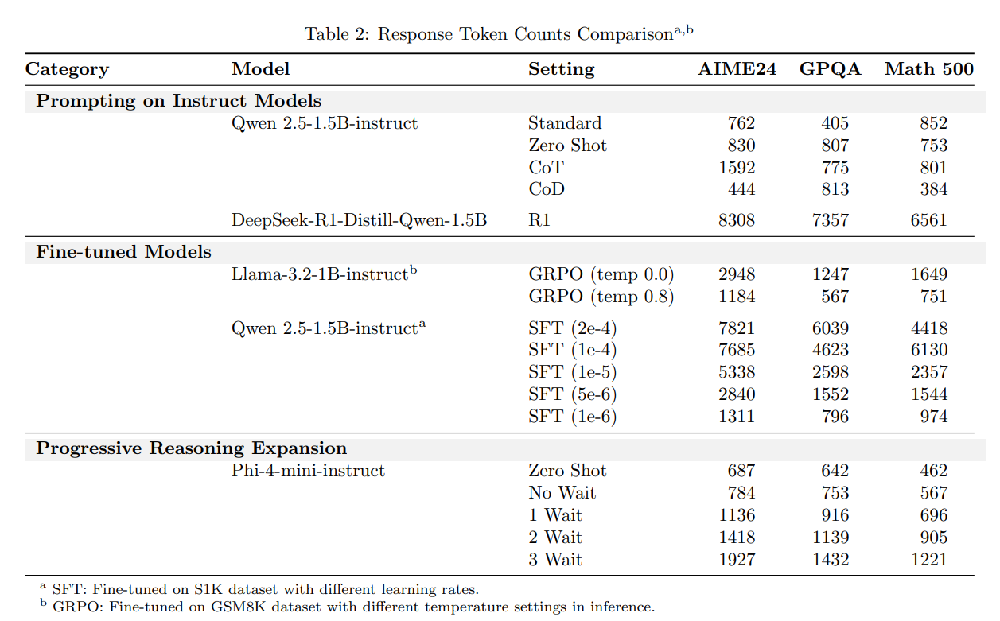 Table 2: Response Token Counts Comparisonᵃ,ᵇ
Category Model Setting AIME24 GPQA Math 500
Prompting on Instruct Models
Qwen 2.5-1.5B-instruct Standard 762 405 852
Zero Shot 830 807 753
CoT 1592 775 801
CoD 444 813 384
DeepSeek-R1-Distill-Qwen-1.5B R1 8308 7357 6561
Fine-tuned Models
Llama-3.2-1B-instructᵇ GRPO (temp 0.0) 2948 1247 1649
GRPO (temp 0.8) 1184 567 751
Qwen 2.5-1.5B-instructᵃ SFT (2e-4) 7821 6039 4418
SFT (1e-4) 7685 4623 6130
SFT (1e-5) 5338 2598 2357
SFT (5e-6) 2840 1552 1544
SFT (1e-6) 1311 796 974
Progressive Reasoning Expansion
Phi-4-mini-instruct Zero Shot 687 642 462
No Wait 784 753 567
1 Wait 1136 916 696
2 Wait 1418 1139 905
3 Wait 1927 1432 1221
ᵃ SFT: Fine-tuned on S1K dataset with different learning rates.
ᵇ GRPO: Fine-tuned on GSM8K dataset with different temperature settings in inference.